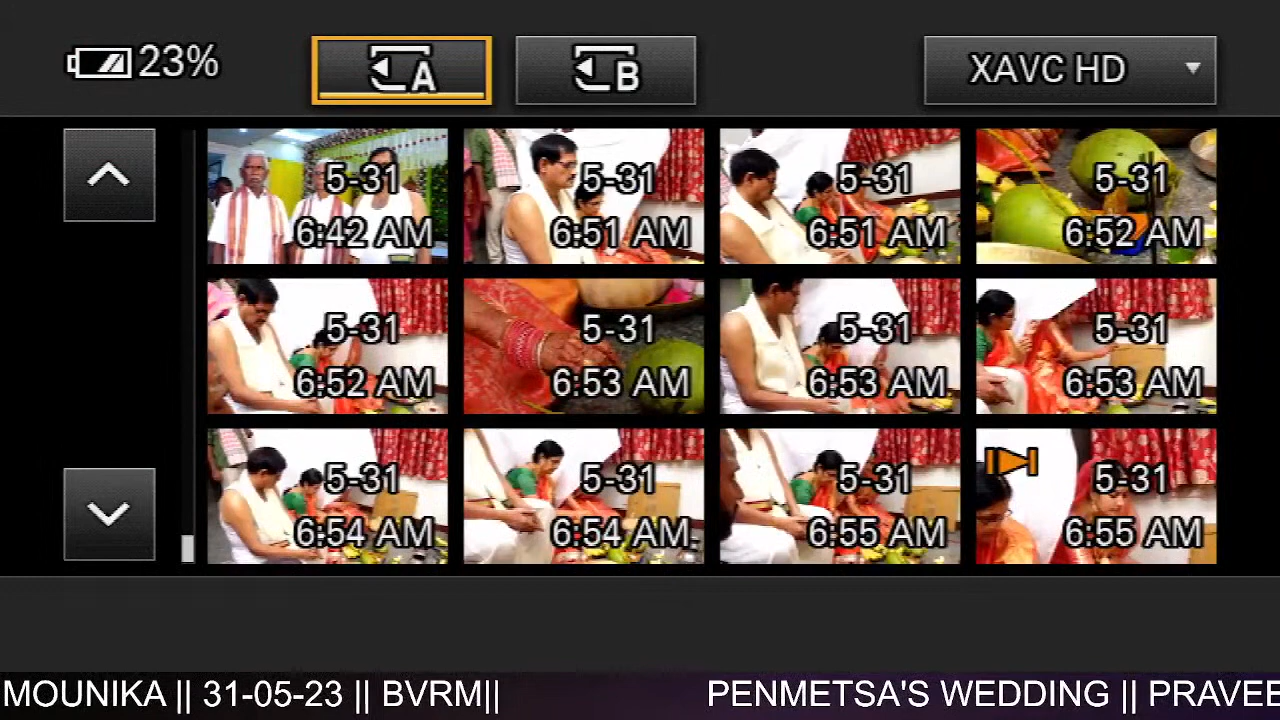 23%
A
B
XAVC HD
5-31
6:42 AM
5-31
6:51 AM
5-31
6:51 AM
5-31
6:52 AM
5-31
6:52 AM
5-31
6:53 AM
5-31
6:53 AM
5-31
6:53 AM
5-31
6:54 AM
5-31
6:54 AM
5-31
6:55 AM
5-31
6:55 AM
MOUNIKA || 31-05-23 || BVRM|| PENMETSA'S WEDDING || PRAVEE